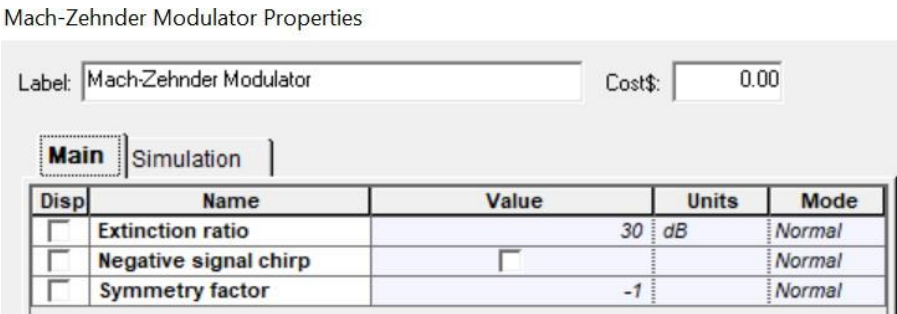 Mach-Zehnder Modulator Properties
Label: Mach-Zehnder Modulator Cost$: 0.00
Main Simulation
Disp Name Value Units Mode
Extinction ratio 30 dB Normal
Negative signal chirp Normal
Symmetry factor -1 Normal